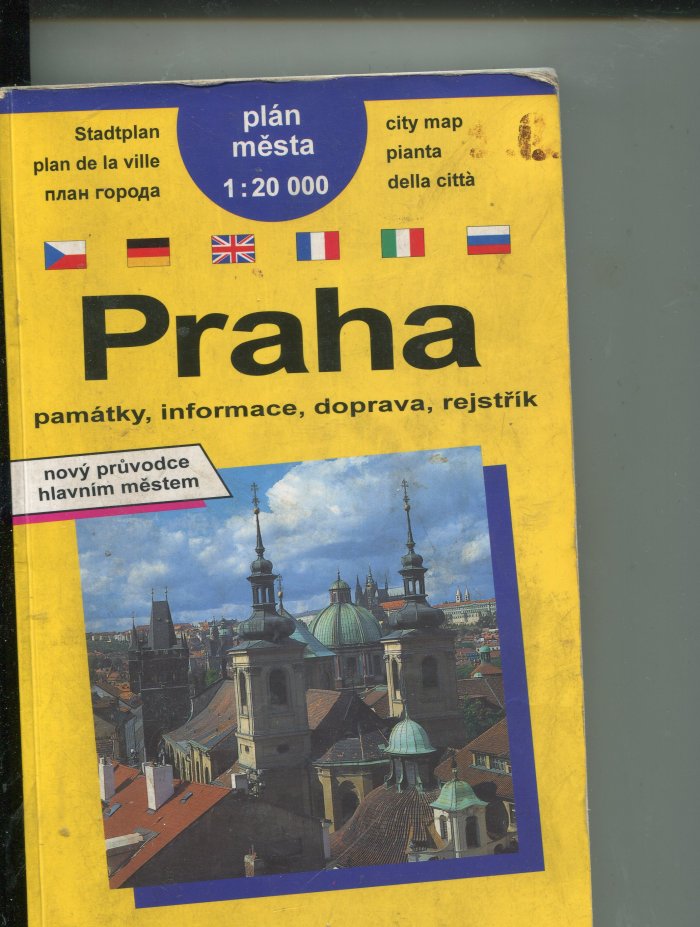 Stadtplan
plan de la ville
план города
plán
města
1:20 000
city map
pianta
della città
Praha
památky, informace, doprava, rejstřík
nový průvodce
hlavním městem